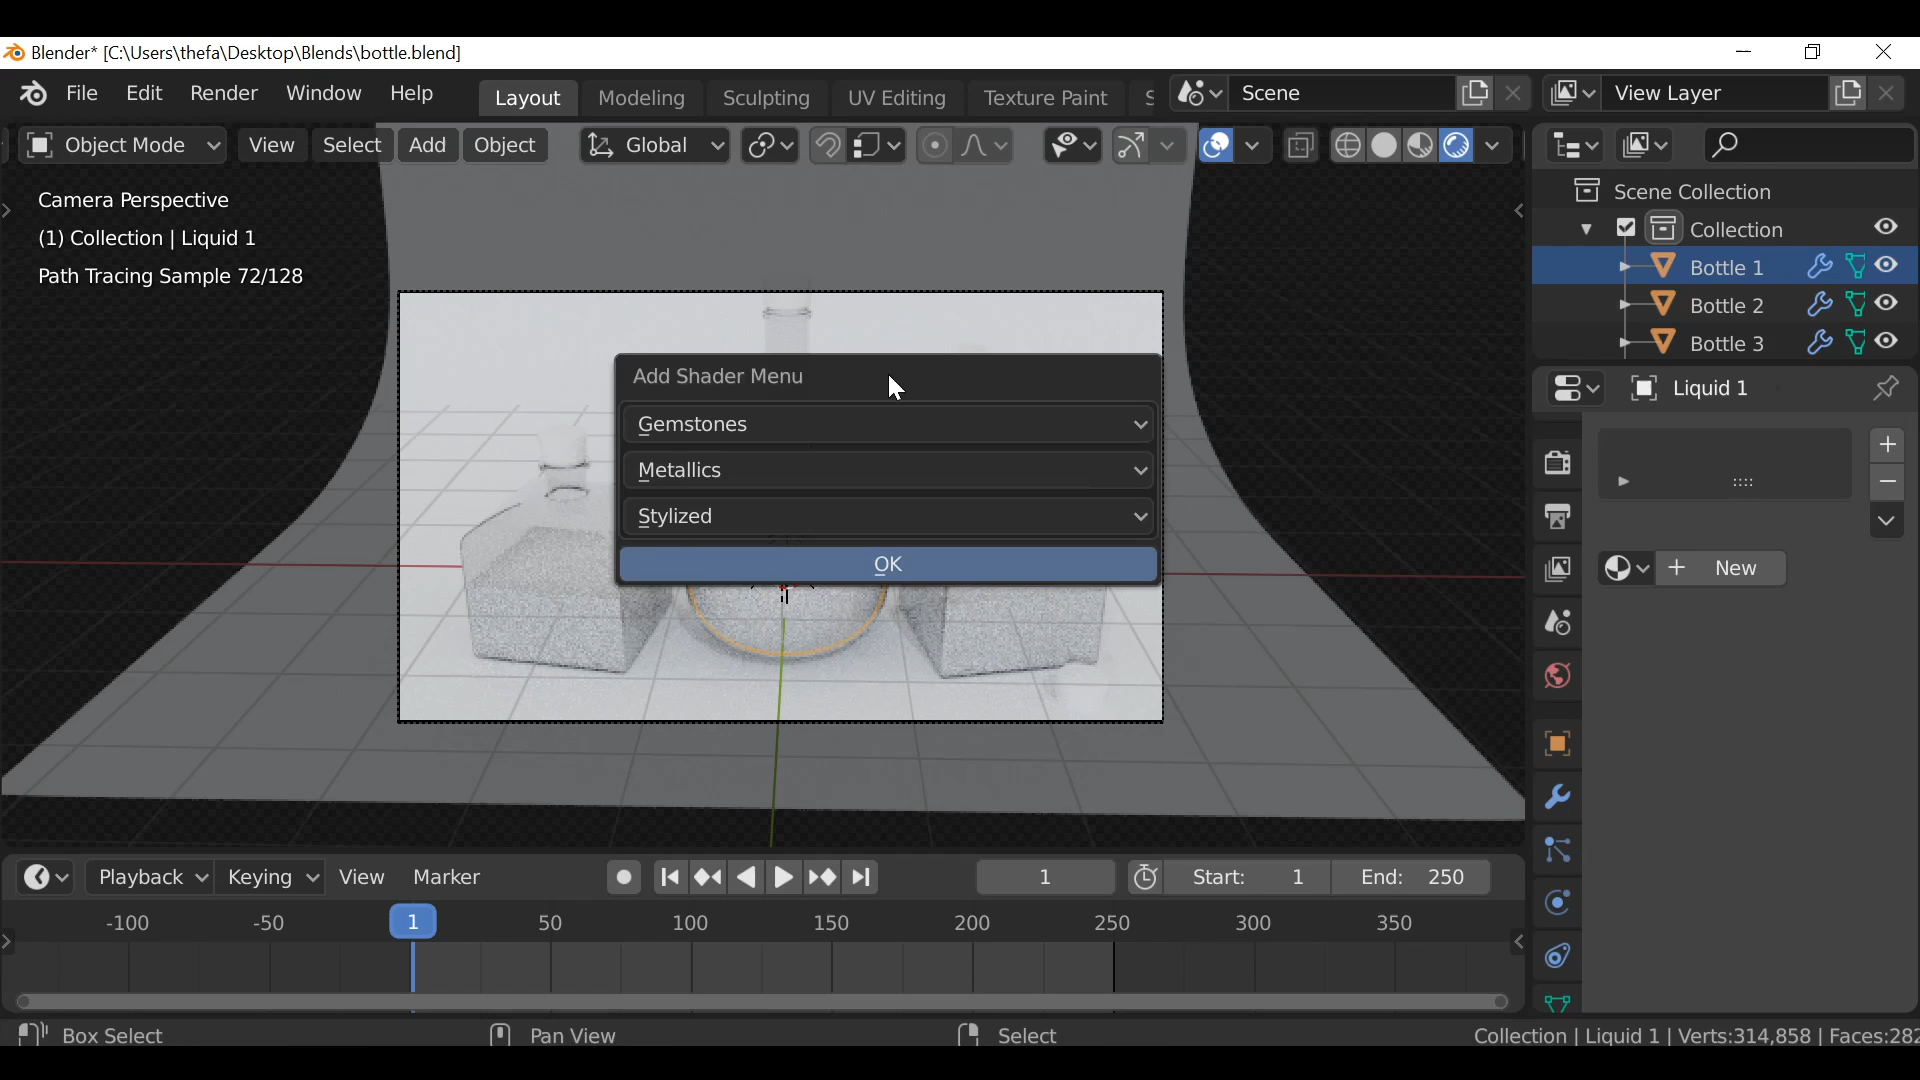 Blender* [C:\Users\thefa\Desktop\Blends\bottle.blend]
File Edit Render Window Help Layout Modeling Sculpting UV Editing Texture Paint S Scene View Layer
Object Mode View Select Add Object Global
Camera Perspective
(1) Collection | Liquid 1
Path Tracing Sample 72/128
Scene Collection
Collection
Bottle 1
Bottle 2
Bottle 3
Liquid 1
New
Add Shader Menu
Gemstones
Metallics
Stylized
OK
Playback Keying View Marker 1 Start: 1 End: 250
-100 -50 1 50 100 150 200 250 300 350
Box Select Pan View Select Collection | Liquid 1 | Verts:314,858 | Faces:282